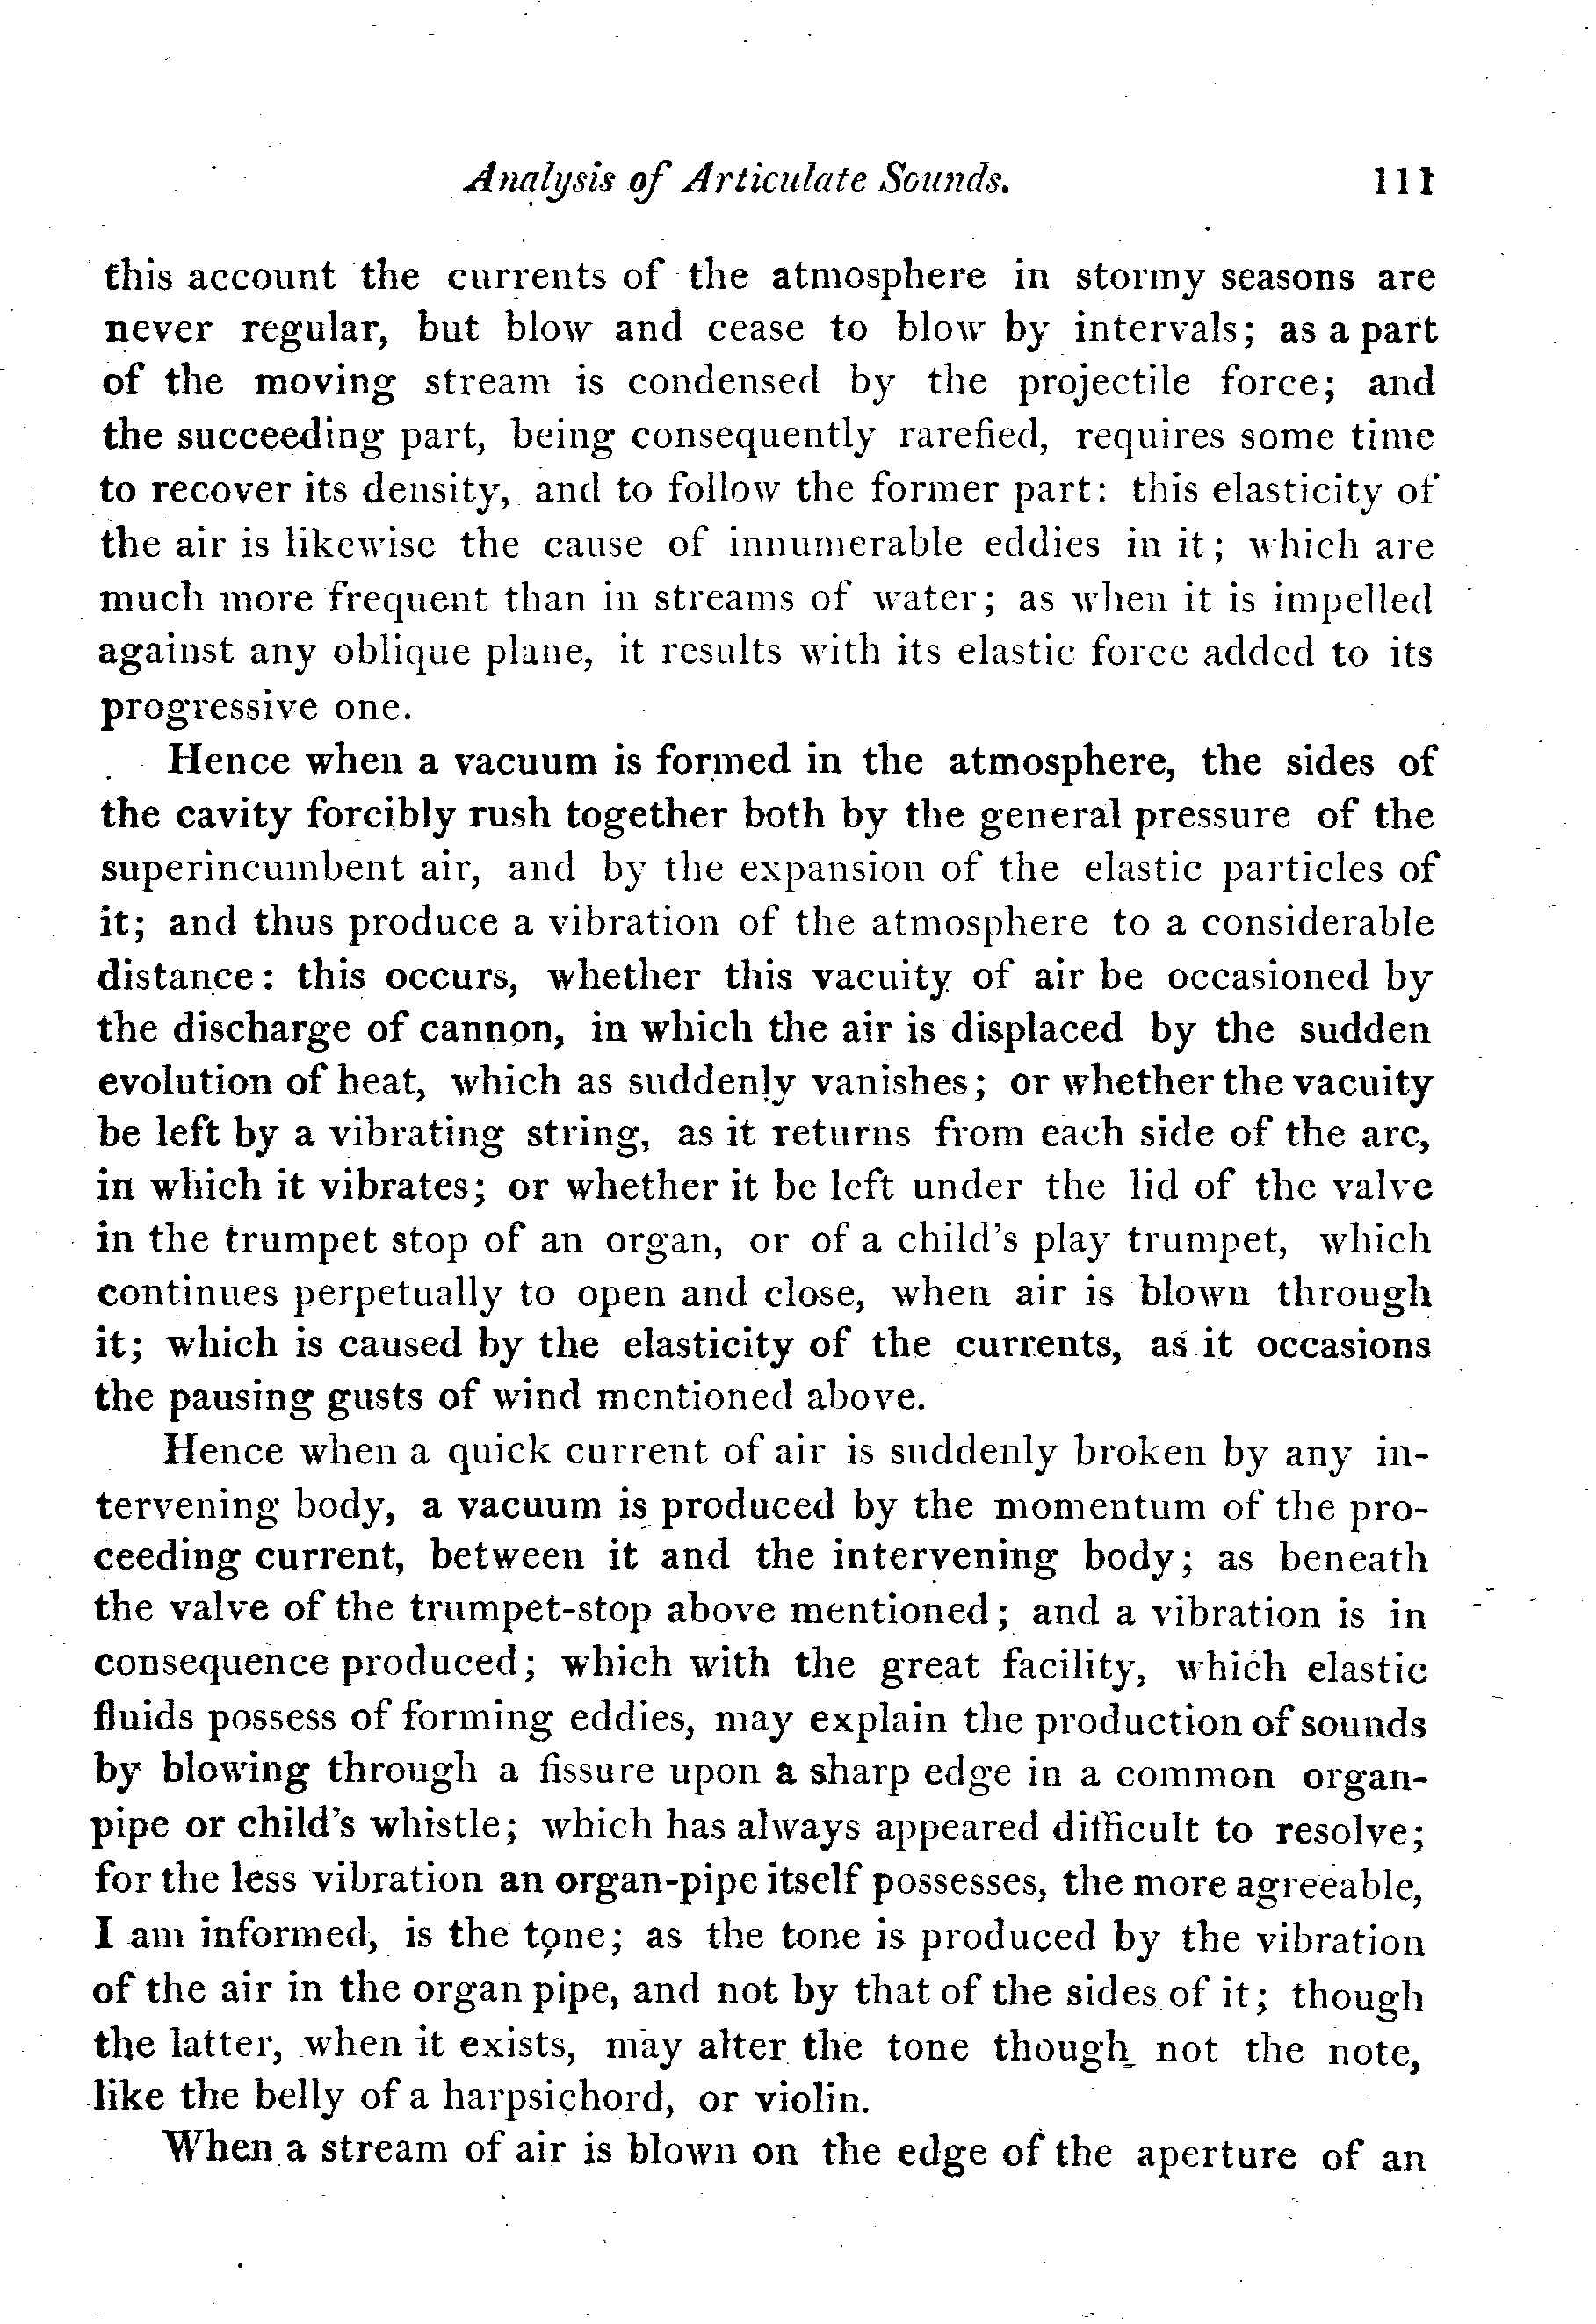 Analysis of Articulate Sounds. 111
this account the currents of the atmosphere in stormy seasons are
never regular, but blow and cease to blow by intervals; as a part
of the moving stream is condensed by the projectile force; and
the succeeding part, being consequently rarefied, requires some time
to recover its density, and to follow the former part: this elasticity of
the air is likewise the cause of innumerable eddies in it; which are
much more frequent than in streams of water; as when it is impelled
against any oblique plane, it results with its elastic force added to its
progressive one.
Hence when a vacuum is formed in the atmosphere, the sides of
the cavity forcibly rush together both by the general pressure of the
superincumbent air, and by the expansion of the elastic particles of
it; and thus produce a vibration of the atmosphere to a considerable
distance: this occurs, whether this vacuity of air be occasioned by
the discharge of cannon, in which the air is displaced by the sudden
evolution of heat, which as suddenly vanishes; or whether the vacuity
be left by a vibrating string, as it returns from each side of the arc,
in which it vibrates; or whether it be left under the lid of the valve
in the trumpet stop of an organ, or of a child's play trumpet, which
continues perpetually to open and close, when air is blown through
it; which is caused by the elasticity of the currents, as it occasions
the pausing gusts of wind mentioned above.
Hence when a quick current of air is suddenly broken by any in-
tervening body, a vacuum is produced by the momentum of the pro-
ceeding current, between it and the intervening body; as beneath
the valve of the trumpet-stop above mentioned; and a vibration is in
consequence produced; which with the great facility, which elastic
fluids possess of forming eddies, may explain the production of sounds
by blowing through a fissure upon a sharp edge in a common organ-
pipe or child's whistle; which has always appeared difficult to resolve;
for the less vibration an organ-pipe itself possesses, the more agreeable,
I am informed, is the tone; as the tone is produced by the vibration
of the air in the organ pipe, and not by that of the sides of it; though
the latter, when it exists, may alter the tone though not the note,
like the belly of a harpsichord, or violin.
When a stream of air is blown on the edge of the aperture of an